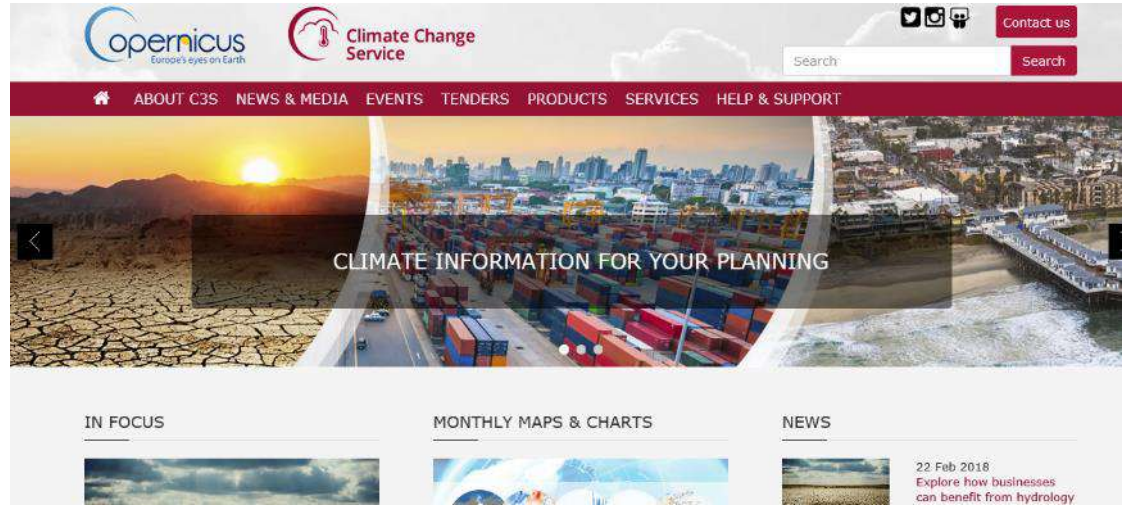 opernicus
Europe's eyes on Earth
Climate Change
Service
Contact us
Search
Search
ABOUT C3S NEWS & MEDIA EVENTS TENDERS PRODUCTS SERVICES HELP & SUPPORT
CLIMATE INFORMATION FOR YOUR PLANNING
IN FOCUS
MONTHLY MAPS & CHARTS
NEWS
22 Feb 2018
Explore how businesses
can benefit from hydrology